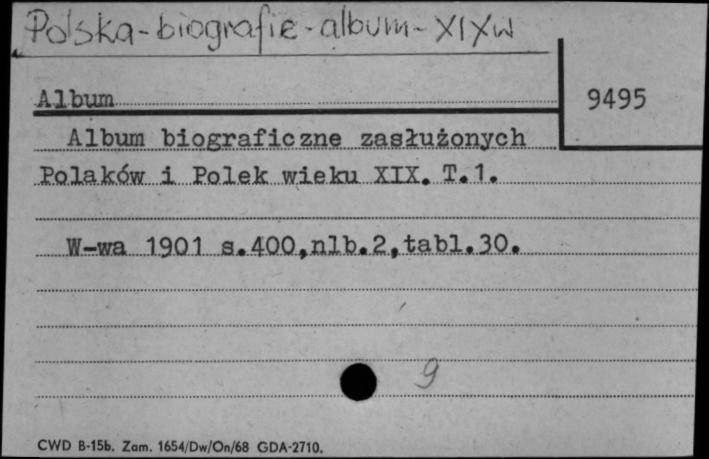 Polska-biografie-album-XIXw
Album
9495
Album biograficzne zasłużonych
Polaków i Polek wieku XIX. T.1.
W-wa 1901 s.400,nlb.2,tabl.30.
9
CWD B-15b. Zam. 1654/Dw/On/68 GDA-2710.